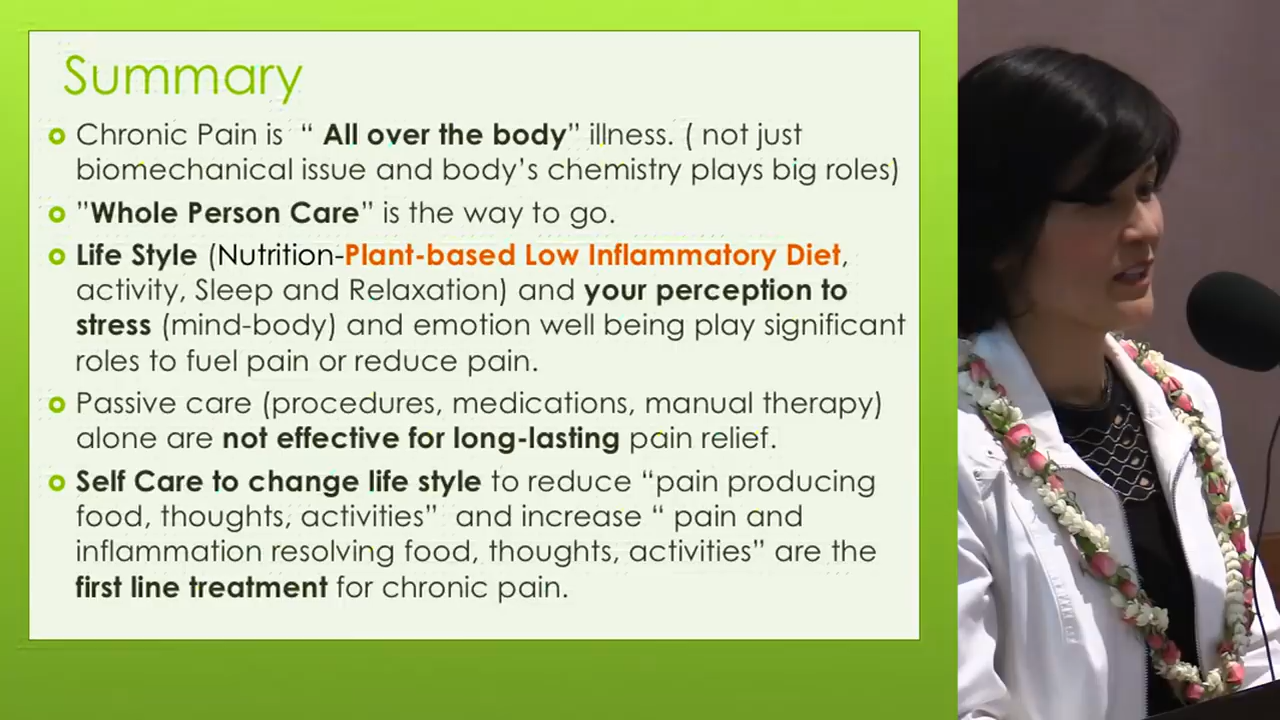 Summary
Chronic Pain is “ All over the body” illness. ( not just
biomechanical issue and body’s chemistry plays big roles)
”Whole Person Care” is the way to go.
Life Style (Nutrition-Plant-based Low Inflammatory Diet,
activity, Sleep and Relaxation) and your perception to
stress (mind-body) and emotion well being play significant
roles to fuel pain or reduce pain.
Passive care (procedures, medications, manual therapy)
alone are not effective for long-lasting pain relief.
Self Care to change life style to reduce “pain producing
food, thoughts, activities” and increase “ pain and
inflammation resolving food, thoughts, activities” are the
first line treatment for chronic pain.